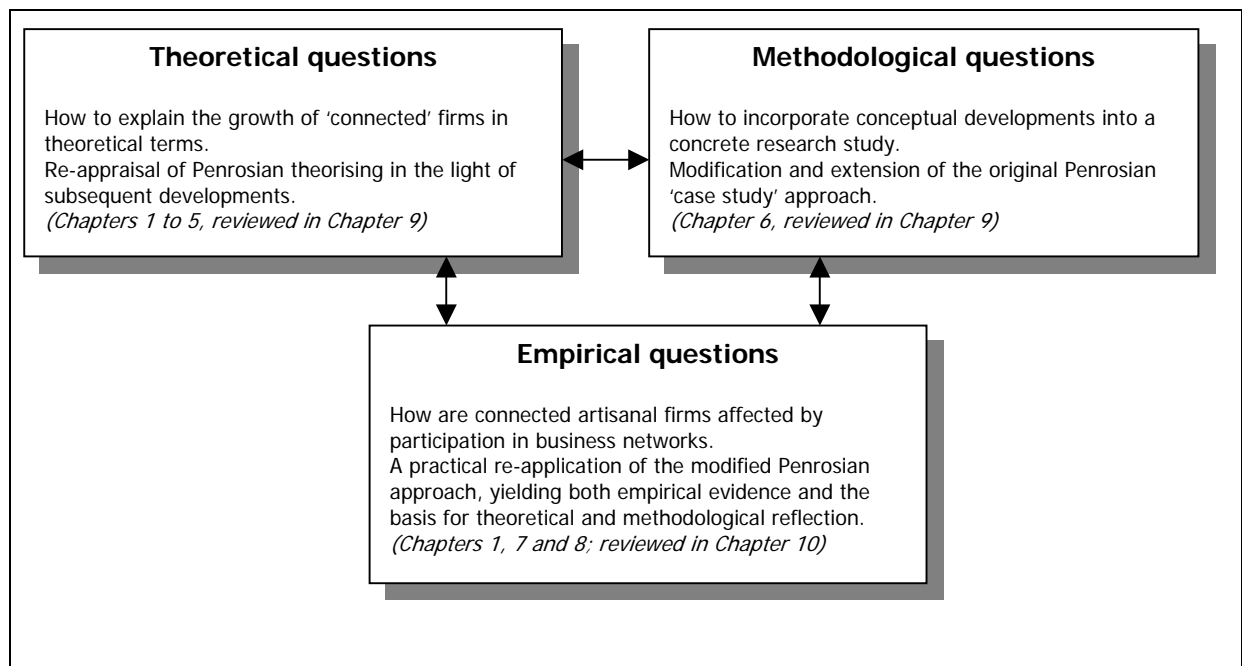 Theoretical questions
How to explain the growth of ‘connected’ firms in
theoretical terms.
Re-appraisal of Penrosian theorising in the light of
subsequent developments.
(Chapters 1 to 5, reviewed in Chapter 9)
Methodological questions
How to incorporate conceptual developments into a
concrete research study.
Modification and extension of the original Penrosian
‘case study’ approach.
(Chapter 6, reviewed in Chapter 9)
Empirical questions
How are connected artisanal firms affected by
participation in business networks.
A practical re-application of the modified Penrosian
approach, yielding both empirical evidence and the
basis for theoretical and methodological reflection.
(Chapters 1, 7 and 8; reviewed in Chapter 10)